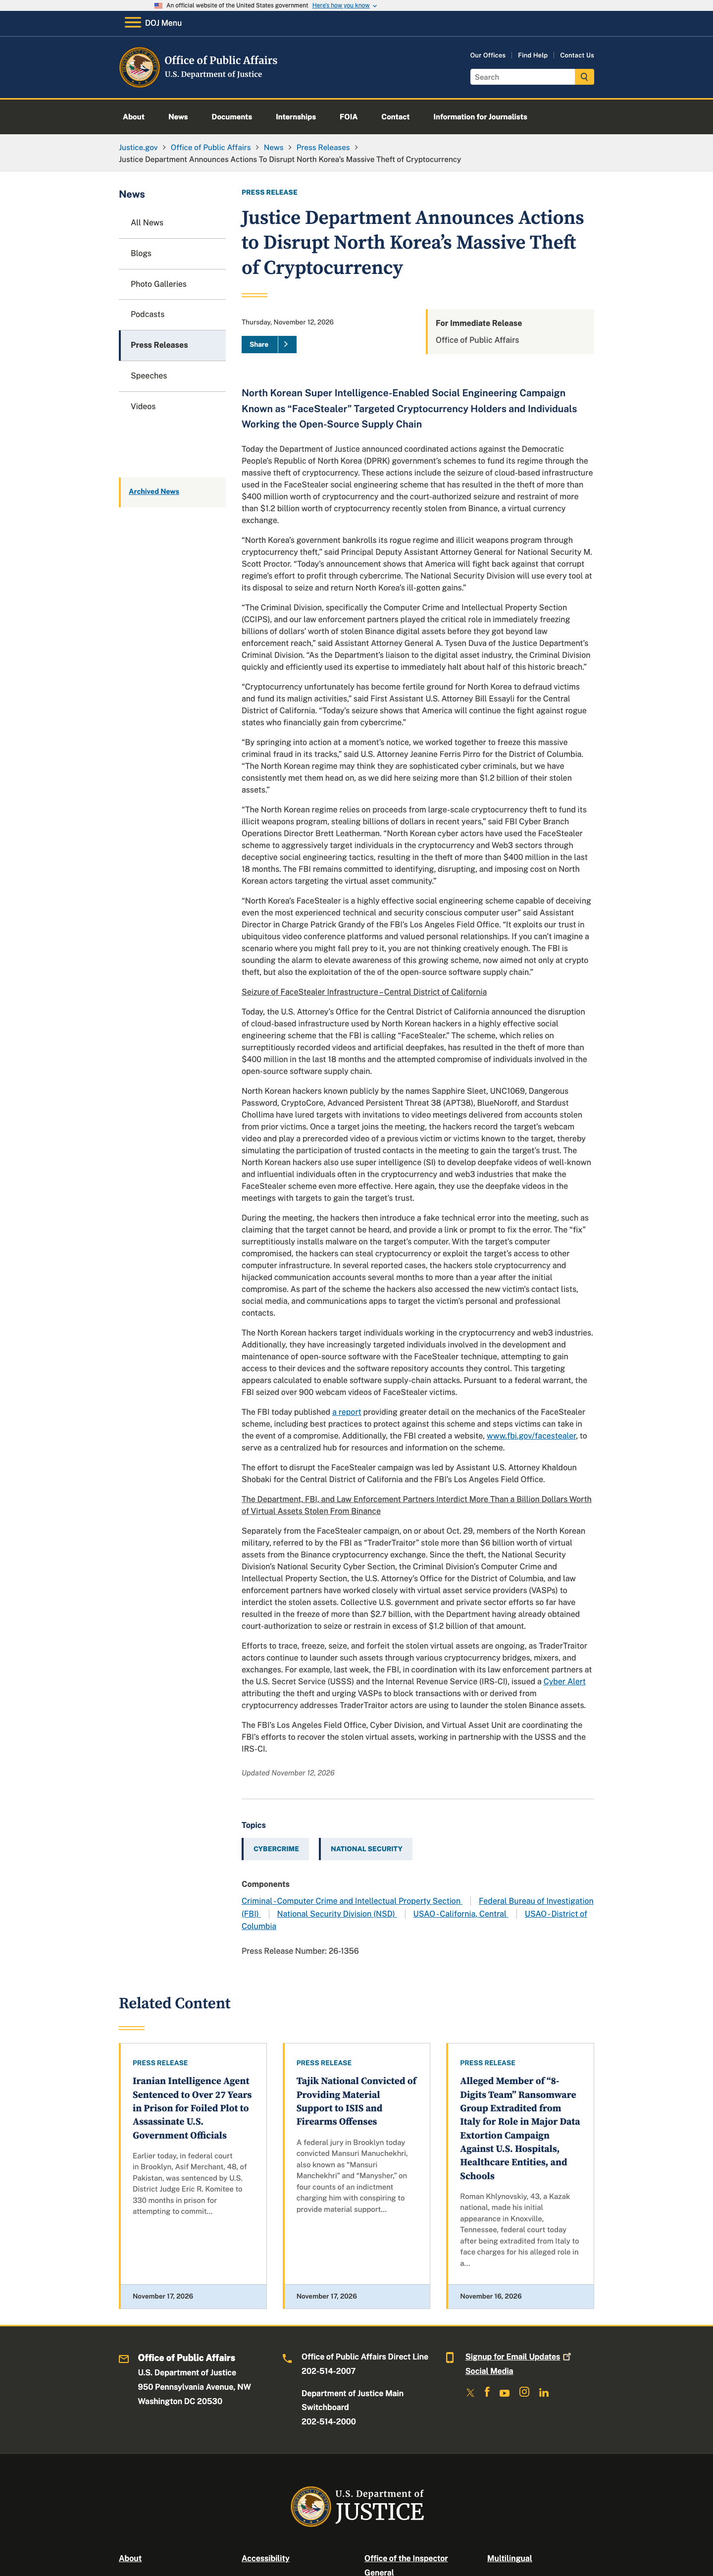 An official website of the United States government Here's how you know
DOJ Menu
Office of Public Affairs
U.S. Department of Justice
Our Offices
Find Help
Contact Us
Search
About
News
Documents
Internships
FOIA
Contact
Information for Journalists
Justice.gov > Office of Public Affairs > News > Press Releases >
Justice Department Announces Actions To Disrupt North Korea's Massive Theft of Cryptocurrency
News
All News
Blogs
Photo Galleries
Podcasts
Press Releases
Speeches
Videos
Archived News
PRESS RELEASE
Justice Department Announces Actions
to Disrupt North Korea's Massive Theft
of Cryptocurrency
Thursday, November 12, 2026
Share
For Immediate Release
Office of Public Affairs
North Korean Super Intelligence-Enabled Social Engineering Campaign
Known as “FaceStealer” Targeted Cryptocurrency Holders and Individuals
Working the Open-Source Supply Chain
Today the Department of Justice announced coordinated actions against the Democratic
People's Republic of North Korea (DPRK) government's schemes to fund its regime through the
massive theft of cryptocurrency. These actions include the seizure of cloud-based infrastructure
used in the FaceStealer social engineering scheme that has resulted in the theft of more than
$400 million worth of cryptocurrency and the court-authorized seizure and restraint of more
than $1.2 billion worth of cryptocurrency recently stolen from Binance, a virtual currency
exchange.
“North Korea's government bankrolls its rogue regime and illicit weapons program through
cryptocurrency theft,” said Principal Deputy Assistant Attorney General for National Security M.
Scott Proctor. “Today's announcement shows that America will fight back against that corrupt
regime's effort to profit through cybercrime. The National Security Division will use every tool at
its disposal to seize and return North Korea's ill-gotten gains.”
“The Criminal Division, specifically the Computer Crime and Intellectual Property Section
(CCIPS), and our law enforcement partners played the critical role in immediately freezing
billions of dollars' worth of stolen Binance digital assets before they got beyond law
enforcement reach,” said Assistant Attorney General A. Tysen Duva of the Justice Department's
Criminal Division. “As the Department's liaison to the digital asset industry, the Criminal Division
quickly and efficiently used its expertise to immediately halt about half of this historic breach.”
“Cryptocurrency unfortunately has become fertile ground for North Korea to defraud victims
and fund its malign activities,” said First Assistant U.S. Attorney Bill Essayli for the Central
District of California. “Today's seizure shows that America will continue the fight against rogue
states who financially gain from cybercrime.”
“By springing into action at a moment's notice, we worked together to freeze this massive
criminal fraud in its tracks,” said U.S. Attorney Jeanine Ferris Pirro for the District of Columbia.
“The North Korean regime may think they are sophisticated cyber criminals, but we have
consistently met them head on, as we did here seizing more than $1.2 billion of their stolen
assets.”
“The North Korean regime relies on proceeds from large-scale cryptocurrency theft to fund its
illicit weapons program, stealing billions of dollars in recent years,” said FBI Cyber Branch
Operations Director Brett Leatherman. “North Korean cyber actors have used the FaceStealer
scheme to aggressively target individuals in the cryptocurrency and Web3 sectors through
deceptive social engineering tactics, resulting in the theft of more than $400 million in the last
18 months. The FBI remains committed to identifying, disrupting, and imposing cost on North
Korean actors targeting the virtual asset community.”
“North Korea's FaceStealer is a highly effective social engineering scheme capable of deceiving
even the most experienced technical and security conscious computer user” said Assistant
Director in Charge Patrick Grandy of the FBI's Los Angeles Field Office. “It exploits our trust in
ubiquitous video conference platforms and valued personal relationships. If you can't imagine a
scenario where you might fall prey to it, you are not thinking creatively enough. The FBI is
sounding the alarm to elevate awareness of this growing scheme, now aimed not only at crypto
theft, but also the exploitation of the of the open-source software supply chain.”
Seizure of FaceStealer Infrastructure – Central District of California
Today, the U.S. Attorney's Office for the Central District of California announced the disruption
of cloud-based infrastructure used by North Korean hackers in a highly effective social
engineering scheme that the FBI is calling “FaceStealer.” The scheme, which relies on
surreptitiously recorded videos and artificial deepfakes, has resulted in the theft of more than
$400 million in the last 18 months and the attempted compromise of individuals involved in the
open-source software supply chain.
North Korean hackers known publicly by the names Sapphire Sleet, UNC1069, Dangerous
Password, CryptoCore, Advanced Persistent Threat 38 (APT38), BlueNoroff, and Stardust
Chollima have lured targets with invitations to video meetings delivered from accounts stolen
from prior victims. Once a target joins the meeting, the hackers record the target's webcam
video and play a prerecorded video of a previous victim or victims known to the target, thereby
simulating the participation of trusted contacts in the meeting to gain the target's trust. The
North Korean hackers also use super intelligence (SI) to develop deepfake videos of well-known
and influential individuals often in the cryptocurrency and web3 industries that make the
FaceStealer scheme even more effective. Here again, they use the deepfake videos in the
meetings with targets to gain the target's trust.
During the meeting, the hackers then introduce a fake technical error into the meeting, such as
claiming that the target cannot be heard, and provide a link or prompt to fix the error. The “fix”
surreptitiously installs malware on the target's computer. With the target's computer
compromised, the hackers can steal cryptocurrency or exploit the target's access to other
computer infrastructure. In several reported cases, the hackers stole cryptocurrency and
hijacked communication accounts several months to more than a year after the initial
compromise. As part of the scheme the hackers also accessed the new victim's contact lists,
social media, and communications apps to target the victim's personal and professional
contacts.
The North Korean hackers target individuals working in the cryptocurrency and web3 industries.
Additionally, they have increasingly targeted individuals involved in the development and
maintenance of open-source software with the FaceStealer technique, attempting to gain
access to their devices and the software repository accounts they control. This targeting
appears calculated to enable software supply-chain attacks. Pursuant to a federal warrant, the
FBI seized over 900 webcam videos of FaceStealer victims.
The FBI today published a report providing greater detail on the mechanics of the FaceStealer
scheme, including best practices to protect against this scheme and steps victims can take in
the event of a compromise. Additionally, the FBI created a website, www.fbi.gov/facestealer, to
serve as a centralized hub for resources and information on the scheme.
The effort to disrupt the FaceStealer campaign was led by Assistant U.S. Attorney Khaldoun
Shobaki for the Central District of California and the FBI's Los Angeles Field Office.
The Department, FBI, and Law Enforcement Partners Interdict More Than a Billion Dollars Worth
of Virtual Assets Stolen From Binance
Separately from the FaceStealer campaign, on or about Oct. 29, members of the North Korean
military, referred to by the FBI as “TraderTraitor” stole more than $6 billion worth of virtual
assets from the Binance cryptocurrency exchange. Since the theft, the National Security
Division's National Security Cyber Section, the Criminal Division's Computer Crime and
Intellectual Property Section, the U.S. Attorney's Office for the District of Columbia, and law
enforcement partners have worked closely with virtual asset service providers (VASPs) to
interdict the stolen assets. Collective U.S. government and private sector efforts so far have
resulted in the freeze of more than $2.7 billion, with the Department having already obtained
court-authorization to seize or restrain in excess of $1.2 billion of that amount.
Efforts to trace, freeze, seize, and forfeit the stolen virtual assets are ongoing, as TraderTraitor
actors continue to launder such assets through various cryptocurrency bridges, mixers, and
exchanges. For example, last week, the FBI, in coordination with its law enforcement partners at
the U.S. Secret Service (USSS) and the Internal Revenue Service (IRS-CI), issued a Cyber Alert
attributing the theft and urging VASPs to block transactions with or derived from
cryptocurrency addresses TraderTraitor actors are using to launder the stolen Binance assets.
The FBI's Los Angeles Field Office, Cyber Division, and Virtual Asset Unit are coordinating the
FBI's efforts to recover the stolen virtual assets, working in partnership with the USSS and the
IRS-CI.
Updated November 12, 2026
Topics
CYBERCRIME
NATIONAL SECURITY
Components
Criminal - Computer Crime and Intellectual Property Section
Federal Bureau of Investigation
(FBI)
National Security Division (NSD)
USAO - California, Central
USAO - District of
Columbia
Press Release Number: 26-1356
Related Content
PRESS RELEASE
Iranian Intelligence Agent
Sentenced to Over 27 Years
in Prison for Foiled Plot to
Assassinate U.S.
Government Officials
Earlier today, in federal court
in Brooklyn, Asif Merchant, 48, of
Pakistan, was sentenced by U.S.
District Judge Eric R. Komitee to
330 months in prison for
attempting to commit...
November 17, 2026
PRESS RELEASE
Tajik National Convicted of
Providing Material
Support to ISIS and
Firearms Offenses
A federal jury in Brooklyn today
convicted Mansuri Manuchekhri,
also known as “Mansuri
Manchekhri” and “Manysher,” on
four counts of an indictment
charging him with conspiring to
provide material support...
November 17, 2026
PRESS RELEASE
Alleged Member of “8-
Digits Team” Ransomware
Group Extradited from
Italy for Role in Major Data
Extortion Campaign
Against U.S. Hospitals,
Healthcare Entities, and
Schools
Roman Khlynovskiy, 43, a Kazak
national, made his initial
appearance in Knoxville,
Tennessee, federal court today
after being extradited from Italy to
face charges for his alleged role in
a...
November 16, 2026
Office of Public Affairs
U.S. Department of Justice
950 Pennsylvania Avenue, NW
Washington DC 20530
Office of Public Affairs Direct Line
202-514-2007
Department of Justice Main
Switchboard
202-514-2000
Signup for Email Updates
Social Media
U.S. Department of
JUSTICE
About
Accessibility
Office of the Inspector
General
Multilingual